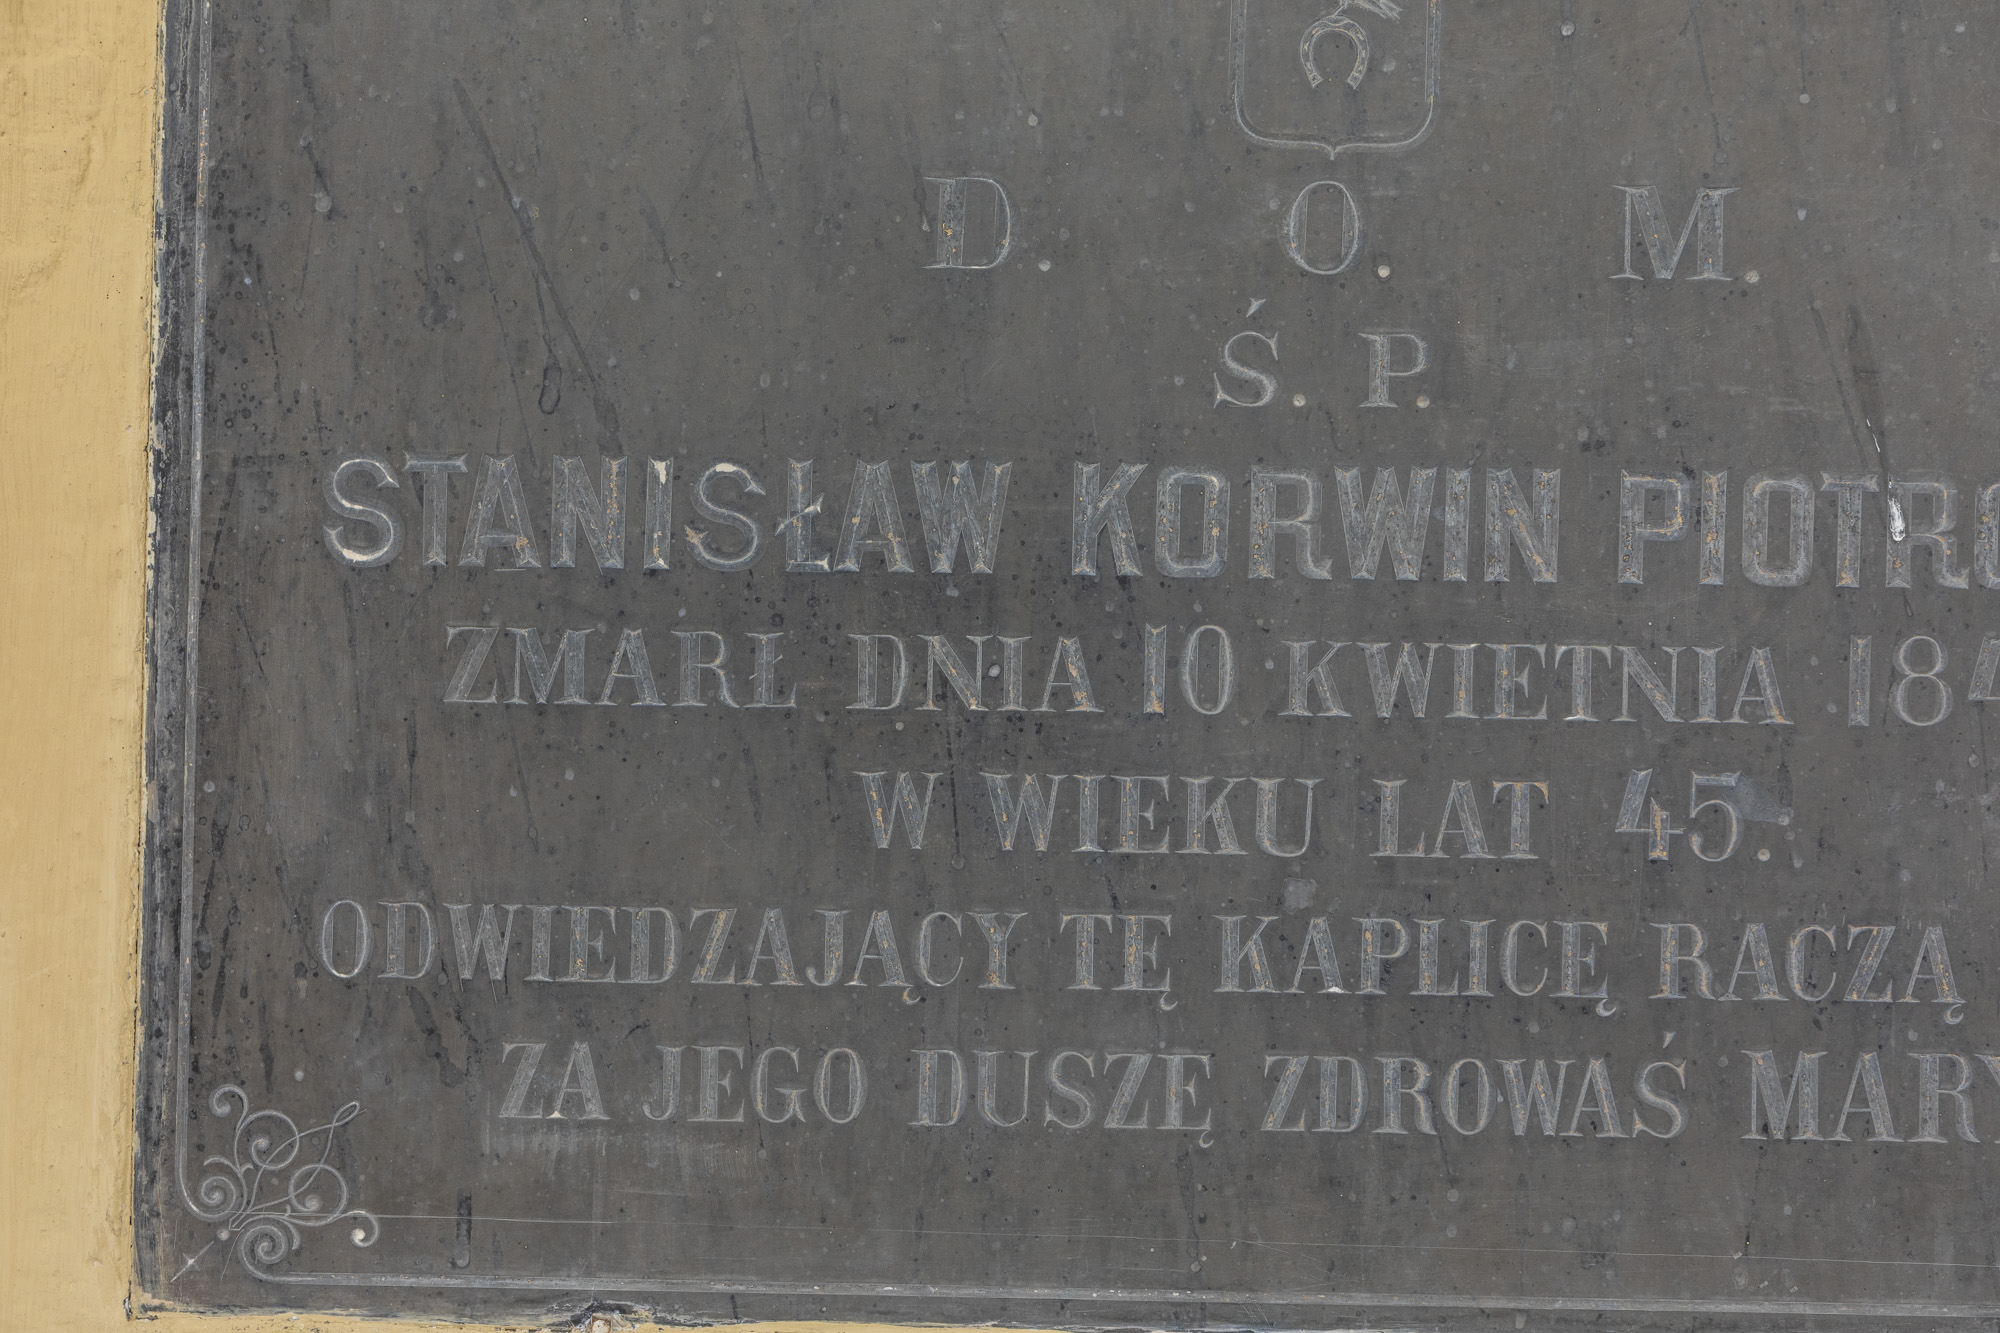 D. O. M.
Ś. P.
STANISŁAW KORWIN
ZMARŁ DNIA 10 KWIETNIA
W WIEKU LAT 45.
ODWIEDZAJĄCY TĘ KAPLICĘ RACZĄ
ZA JEGO DUSZĘ ZDROWAŚ